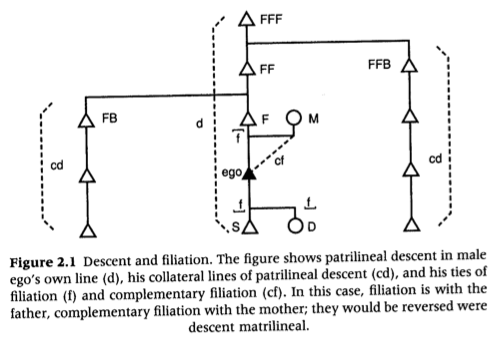 FFF
FF
FFB
FB
d
F
M
f
cd
cf
ego
cd
f
f
S
D
Figure 2.1 Descent and filiation. The figure shows patrilineal descent in male
ego's own line (d), his collateral lines of patrilineal descent (cd), and his ties of
filiation (f) and complementary filiation (cf). In this case, filiation is with the
father, complementary filiation with the mother; they would be reversed were
descent matrilineal.